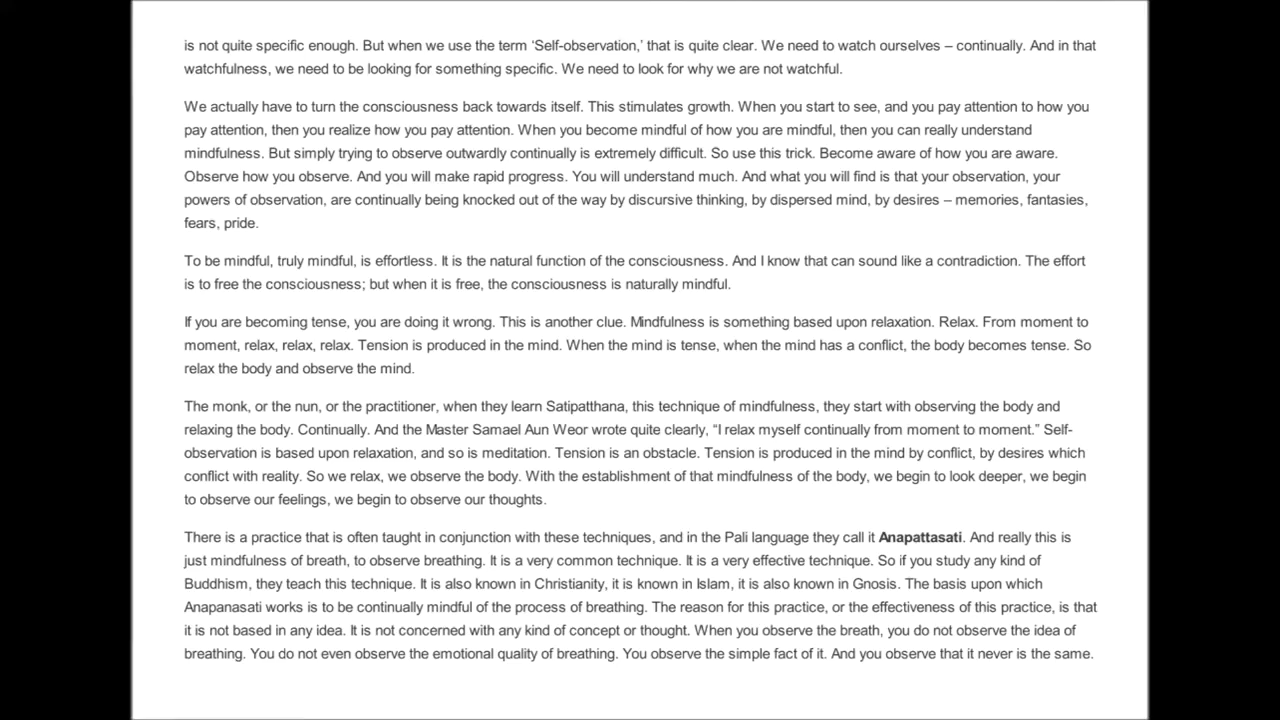 is not quite specific enough. But when we use the term ‘Self-observation,’ that is quite clear. We need to watch ourselves – continually. And in that
watchfulness, we need to be looking for something specific. We need to look for why we are not watchful.
We actually have to turn the consciousness back towards itself. This stimulates growth. When you start to see, and you pay attention to how you
pay attention, then you realize how you pay attention. When you become mindful of how you are mindful, then you can really understand
mindfulness. But simply trying to observe outwardly continually is extremely difficult. So use this trick. Become aware of how you are aware.
Observe how you observe. And you will make rapid progress. You will understand much. And what you will find is that your observation, your
powers of observation, are continually being knocked out of the way by discursive thinking, by dispersed mind, by desires – memories, fantasies,
fears, pride.
To be mindful, truly mindful, is effortless. It is the natural function of the consciousness. And I know that can sound like a contradiction. The effort
is to free the consciousness; but when it is free, the consciousness is naturally mindful.
If you are becoming tense, you are doing it wrong. This is another clue. Mindfulness is something based upon relaxation. Relax. From moment to
moment, relax, relax, relax. Tension is produced in the mind. When the mind is tense, when the mind has a conflict, the body becomes tense. So
relax the body and observe the mind.
The monk, or the nun, or the practitioner, when they learn Satipatthana, this technique of mindfulness, they start with observing the body and
relaxing the body. Continually. And the Master Samael Aun Weor wrote quite clearly, “I relax myself continually from moment to moment.” Self-
observation is based upon relaxation, and so is meditation. Tension is an obstacle. Tension is produced in the mind by conflict, by desires which
conflict with reality. So we relax, we observe the body. With the establishment of that mindfulness of the body, we begin to look deeper, we begin
to observe our feelings, we begin to observe our thoughts.
There is a practice that is often taught in conjunction with these techniques, and in the Pali language they call it Anapattasati. And really this is
just mindfulness of breath, to observe breathing. It is a very common technique. It is a very effective technique. So if you study any kind of
Buddhism, they teach this technique. It is also known in Christianity, it is known in Islam, it is also known in Gnosis. The basis upon which
Anapanasati works is to be continually mindful of the process of breathing. The reason for this practice, or the effectiveness of this practice, is that
it is not based in any idea. It is not concerned with any kind of concept or thought. When you observe the breath, you do not observe the idea of
breathing. You do not even observe the emotional quality of breathing. You observe the simple fact of it. And you observe that it never is the same.